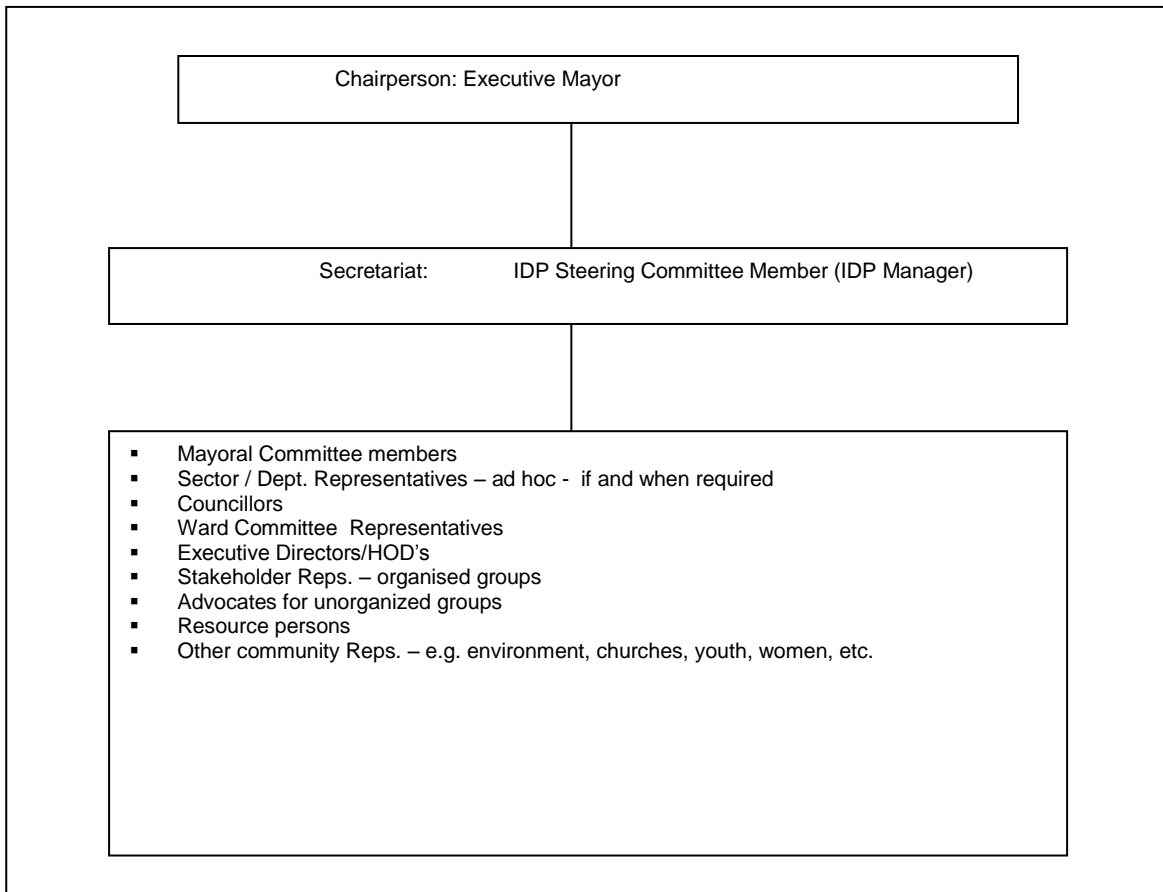 Chairperson: Executive Mayor
Secretariat: IDP Steering Committee Member (IDP Manager)
▪ Mayoral Committee members
▪ Sector / Dept. Representatives – ad hoc - if and when required
▪ Councillors
▪ Ward Committee Representatives
▪ Executive Directors/HOD's
▪ Stakeholder Reps. – organised groups
▪ Advocates for unorganized groups
▪ Resource persons
▪ Other community Reps. – e.g. environment, churches, youth, women, etc.